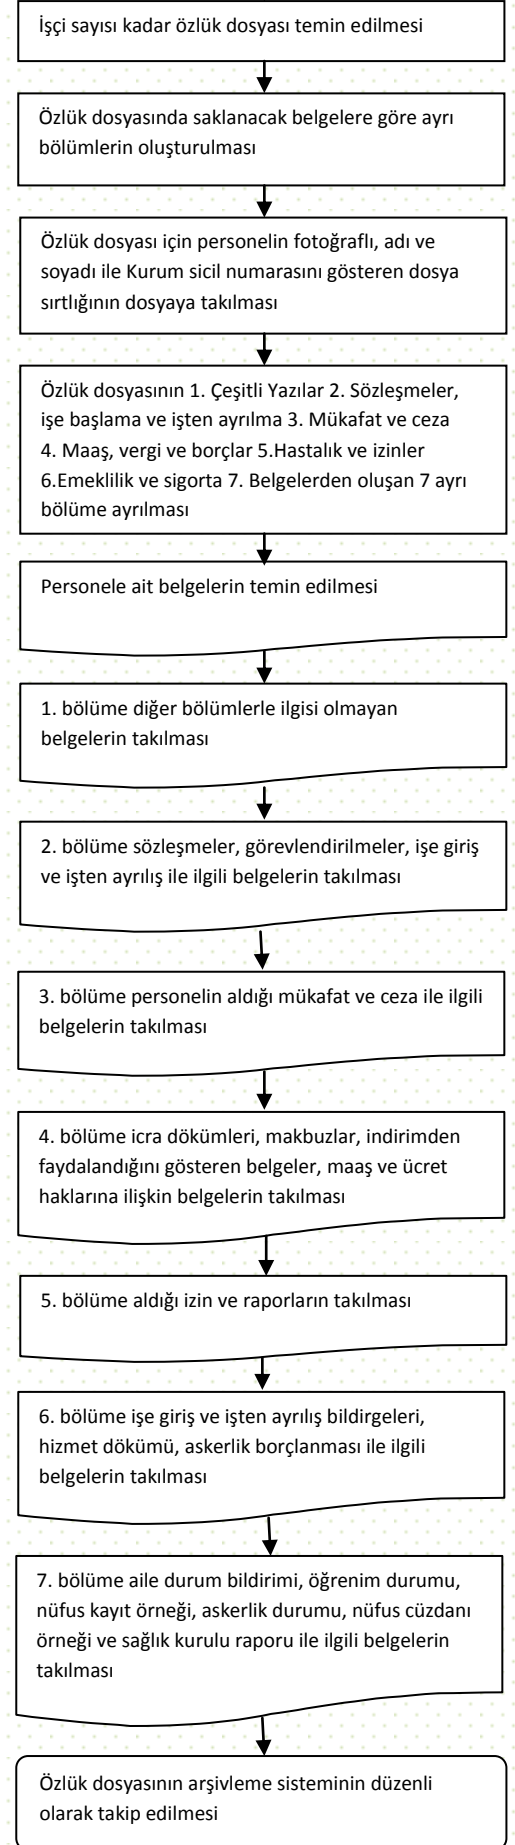 İşçi sayısı kadar özlük dosyası temin edilmesi
Özlük dosyasında saklanacak belgelere göre ayrı
bölümlerin oluşturulması
Özlük dosyası için personelin fotoğraflı, adı ve
soyadı ile Kurum sicil numarasını gösteren dosya
sırtlığının dosyaya takılması
Özlük dosyasının 1. Çeşitli Yazılar 2. Sözleşmeler,
işe başlama ve işten ayrılma 3. Mükafat ve ceza
4. Maaş, vergi ve borçlar 5.Hastalık ve izinler
6.Emeklilik ve sigorta 7. Belgelerden oluşan 7 ayrı
bölüme ayrılması
Personele ait belgelerin temin edilmesi
1. bölüme diğer bölümlerle ilgisi olmayan
belgelerin takılması
2. bölüme sözleşmeler, görevlendirilmeler, işe giriş
ve işten ayrılış ile ilgili belgelerin takılması
3. bölüme personelin aldığı mükafat ve ceza ile ilgili
belgelerin takılması
4. bölüme icra dökümleri, makbuzlar, indirimden
faydalandığını gösteren belgeler, maaş ve ücret
haklarına ilişkin belgelerin takılması
5. bölüme aldığı izin ve raporların takılması
6. bölüme işe giriş ve işten ayrılış bildirgeleri,
hizmet dökümü, askerlik borçlanması ile ilgili
belgelerin takılması
7. bölüme aile durum bildirimi, öğrenim durumu,
nüfus kayıt örneği, askerlik durumu, nüfus cüzdanı
örneği ve sağlık kurulu raporu ile ilgili belgelerin
takılması
Özlük dosyasının arşivleme sisteminin düzenli
olarak takip edilmesi